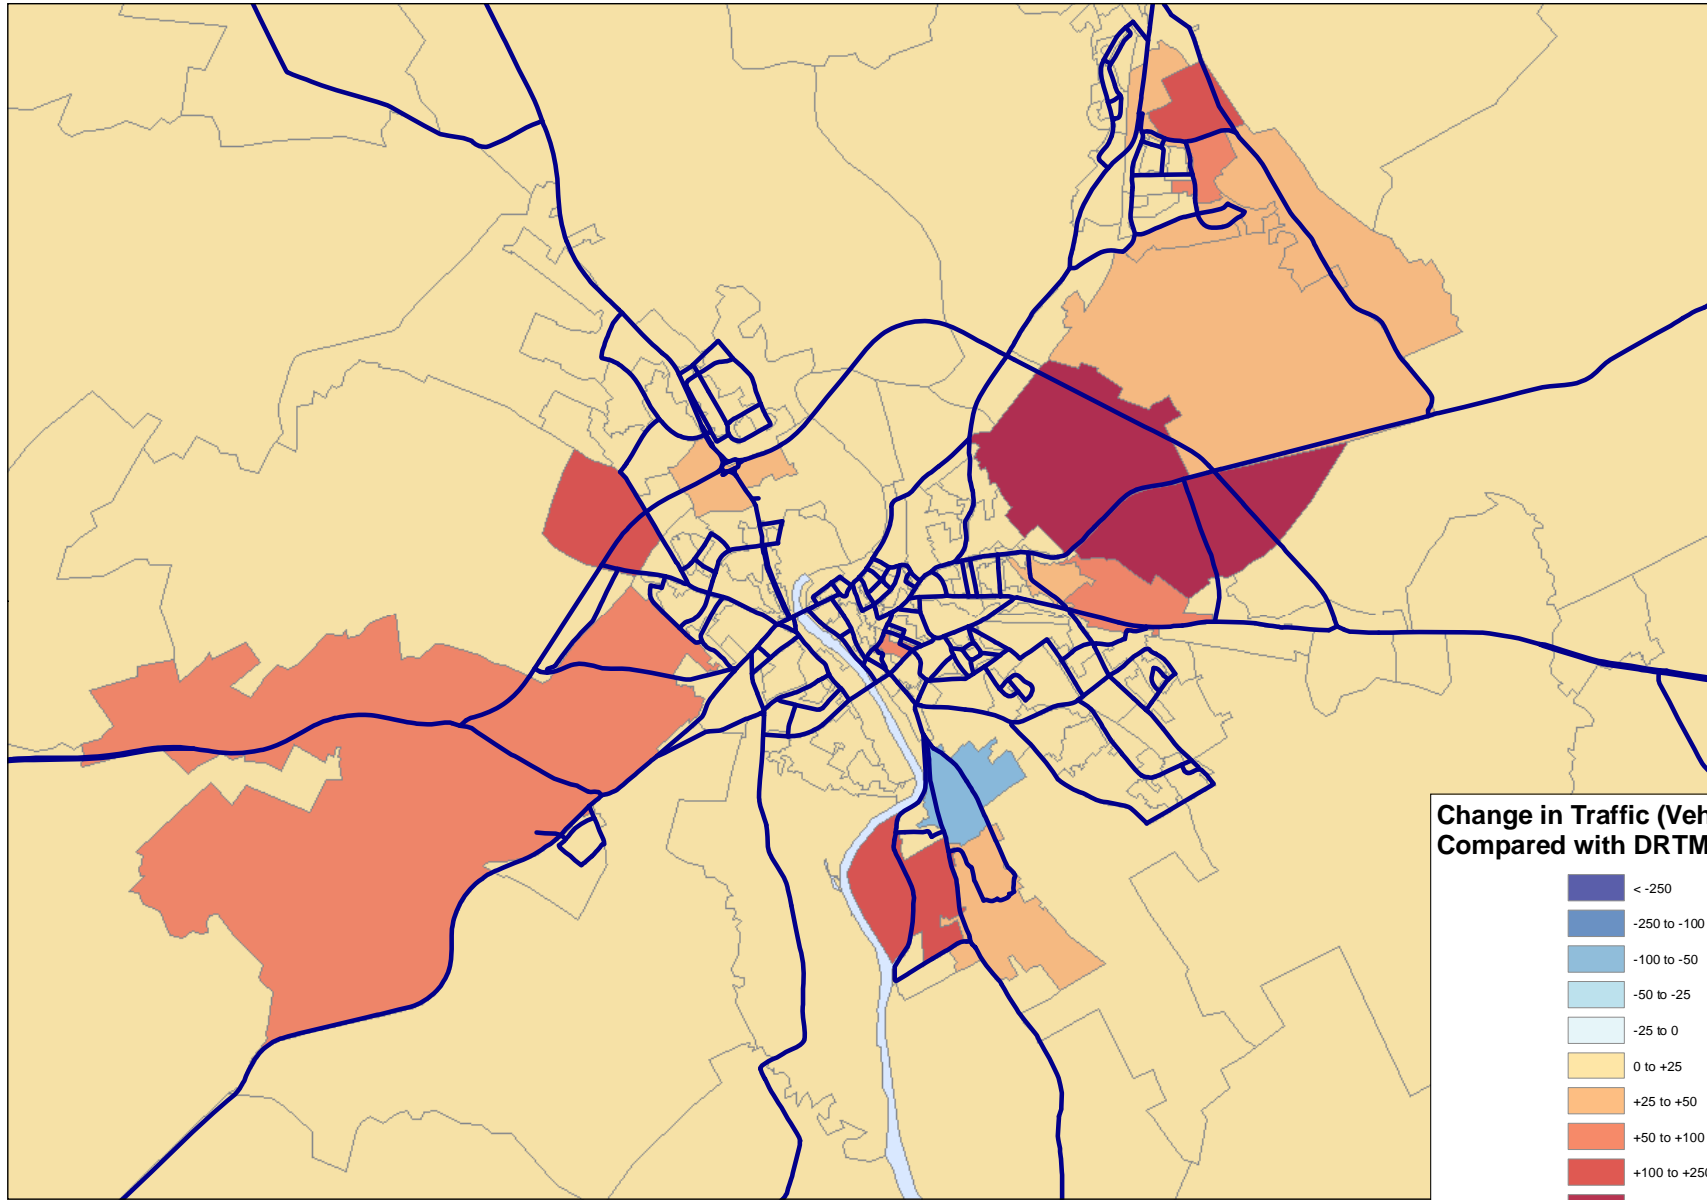 Change in Traffic (Veh
Compared with DRTM
< -250
-250 to -100
-100 to -50
-50 to -25
-25 to 0
0 to +25
+25 to +50
+50 to +100
+100 to +250